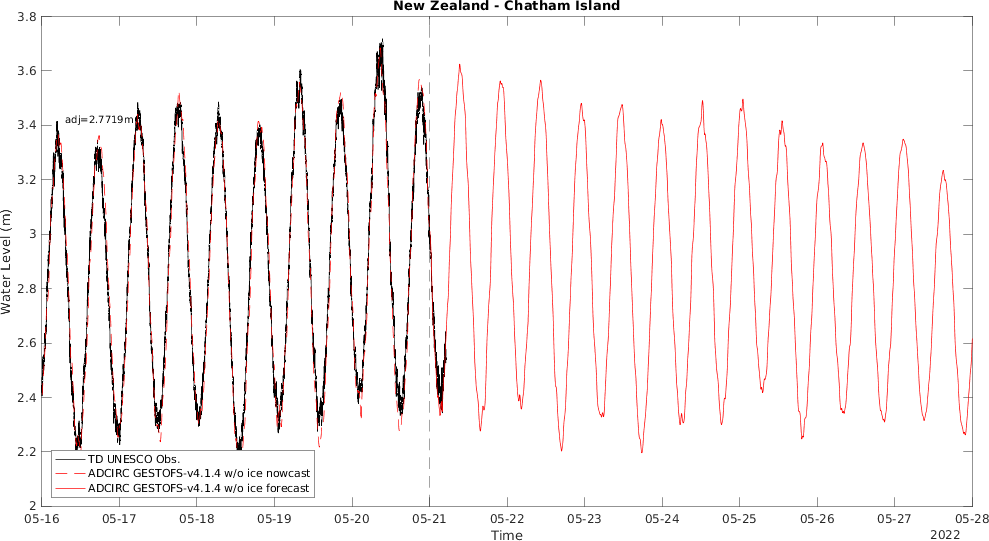 New Zealand - Chatham Island
3.8
3.6
3.4
3.2
3
2.8
2.6
2.4
2.2
2
Water Level (m)
adj=2.7719m
TD UNESCO Obs.
ADCIRC GESTOFS-v4.1.4 w/o ice nowcast
ADCIRC GESTOFS-v4.1.4 w/o ice forecast
05-16 05-17 05-18 05-19 05-20 05-21 05-22 05-23 05-24 05-25 05-26 05-27 05-28
Time
2022